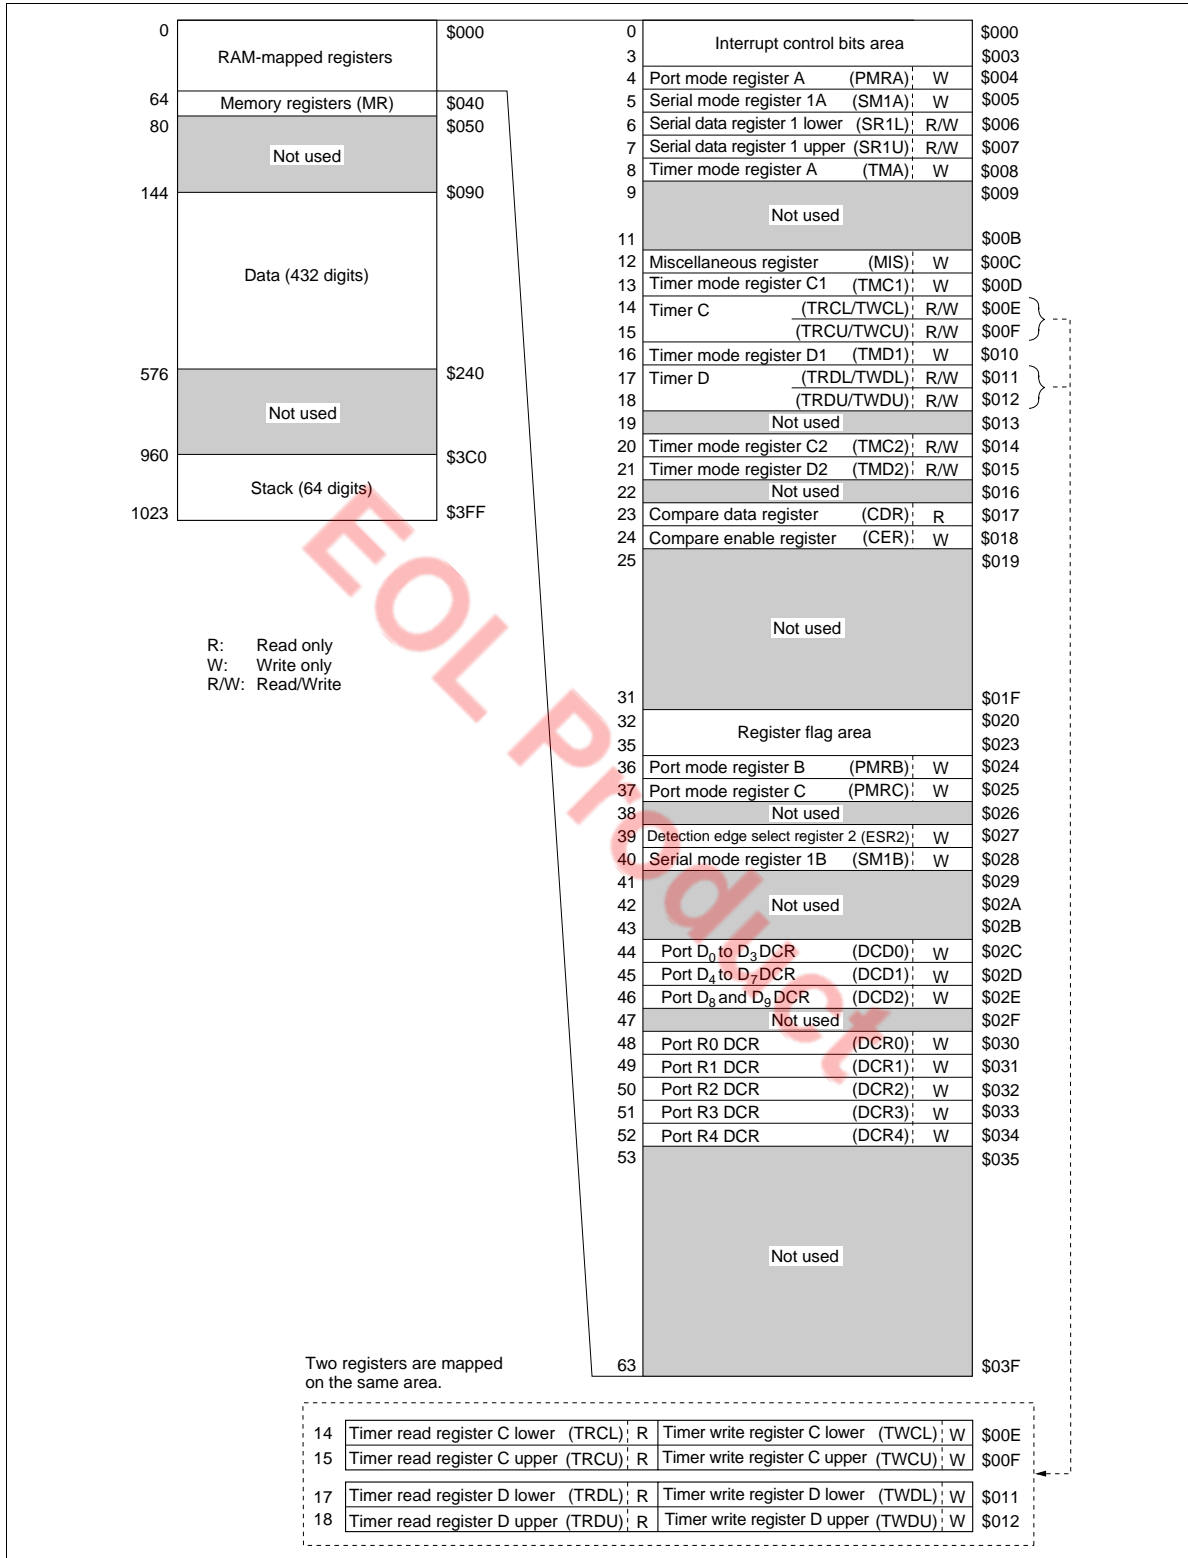 0 $000
RAM-mapped registers
64 Memory registers (MR) $040
80 $050
Not used
144 $090
Data (432 digits)
576 $240
Not used
960 $3C0
Stack (64 digits)
1023 $3FF
R: Read only
W: Write only
R/W: Read/Write
0 $000
Interrupt control bits area
3 $003
4 Port mode register A (PMRA) W $004
5 Serial mode register 1A (SM1A) W $005
6 Serial data register 1 lower (SR1L) R/W $006
7 Serial data register 1 upper (SR1U) R/W $007
8 Timer mode register A (TMA) W $008
9 $009
Not used
11 $00B
12 Miscellaneous register (MIS) W $00C
13 Timer mode register C1 (TMC1) W $00D
14 Timer C (TRCL/TWCL) R/W $00E
15 (TRCU/TWCU) R/W $00F
16 Timer mode register D1 (TMD1) W $010
17 Timer D (TRDL/TWDL) R/W $011
18 (TRDU/TWDU) R/W $012
19 Not used $013
20 Timer mode register C2 (TMC2) R/W $014
21 Timer mode register D2 (TMD2) R/W $015
22 Not used $016
23 Compare data register (CDR) R $017
24 Compare enable register (CER) W $018
25 $019
Not used
31 $01F
32 $020
Register flag area
35 $023
36 Port mode register B (PMRB) W $024
37 Port mode register C (PMRC) W $025
38 Not used $026
39 Detection edge select register 2 (ESR2) W $027
40 Serial mode register 1B (SM1B) W $028
41 $029
42 Not used $02A
43 $02B
44 Port D0 to D3 DCR (DCD0) W $02C
45 Port D4 to D7 DCR (DCD1) W $02D
46 Port D8 and D9 DCR (DCD2) W $02E
47 Not used $02F
48 Port R0 DCR (DCR0) W $030
49 Port R1 DCR (DCR1) W $031
50 Port R2 DCR (DCR2) W $032
51 Port R3 DCR (DCR3) W $033
52 Port R4 DCR (DCR4) W $034
53 $035
Not used
63 $03F
EOL Product
Two registers are mapped
on the same area.
14 Timer read register C lower (TRCL) R Timer write register C lower (TWCL) W $00E
15 Timer read register C upper (TRCU) R Timer write register C upper (TWCU) W $00F
17 Timer read register D lower (TRDL) R Timer write register D lower (TWDL) W $011
18 Timer read register D upper (TRDU) R Timer write register D upper (TWDU) W $012